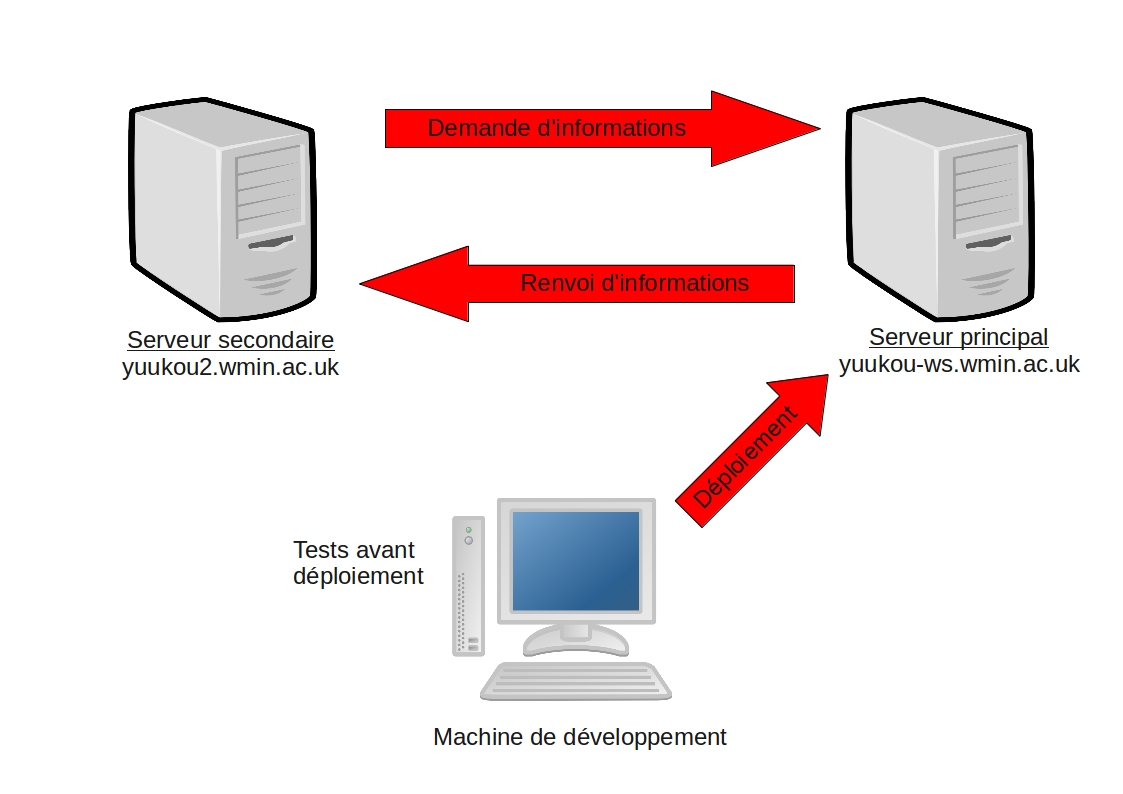 Demande d'informations
Renvoi d'informations
Serveur secondaire
yuukou2.wmin.ac.uk
Serveur principal
yuukou-ws.wmin.ac.uk
Déploiement
Tests avant
déploiement
Machine de développement